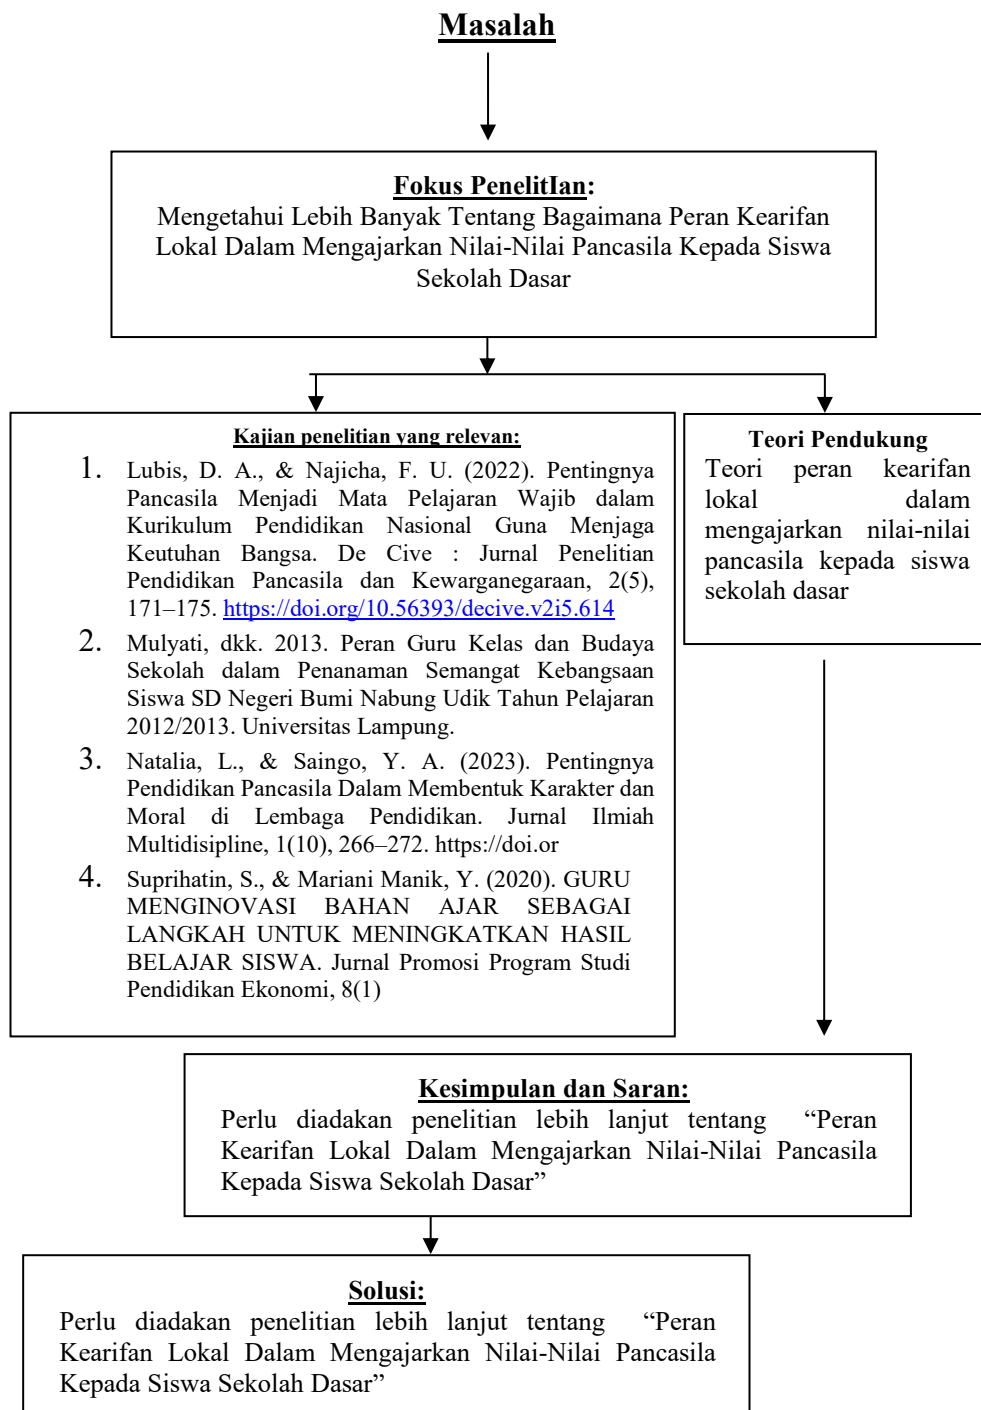 Masalah
Fokus PenelitIan:
Mengetahui Lebih Banyak Tentang Bagaimana Peran Kearifan
Lokal Dalam Mengajarkan Nilai-Nilai Pancasila Kepada Siswa
Sekolah Dasar
Kajian penelitian yang relevan:
1. Lubis, D. A., & Najicha, F. U. (2022). Pentingnya
Pancasila Menjadi Mata Pelajaran Wajib dalam
Kurikulum Pendidikan Nasional Guna Menjaga
Keutuhan Bangsa. De Cive : Jurnal Penelitian
Pendidikan Pancasila dan Kewarganegaraan, 2(5),
171–175. https://doi.org/10.56393/decive.v2i5.614
2. Mulyati, dkk. 2013. Peran Guru Kelas dan Budaya
Sekolah dalam Penanaman Semangat Kebangsaan
Siswa SD Negeri Bumi Nabung Udik Tahun Pelajaran
2012/2013. Universitas Lampung.
3. Natalia, L., & Saingo, Y. A. (2023). Pentingnya
Pendidikan Pancasila Dalam Membentuk Karakter dan
Moral di Lembaga Pendidikan. Jurnal Ilmiah
Multidisipline, 1(10), 266–272. https://doi.or
4. Suprihatin, S., & Mariani Manik, Y. (2020). GURU
MENGINOVASI BAHAN AJAR SEBAGAI
LANGKAH UNTUK MENINGKATKAN HASIL
BELAJAR SISWA. Jurnal Promosi Program Studi
Pendidikan Ekonomi, 8(1)
Teori Pendukung
Teori peran kearifan
lokal dalam
mengajarkan nilai-nilai
pancasila kepada siswa
sekolah dasar
Kesimpulan dan Saran:
Perlu diadakan penelitian lebih lanjut tentang “Peran
Kearifan Lokal Dalam Mengajarkan Nilai-Nilai Pancasila
Kepada Siswa Sekolah Dasar”
Solusi:
Perlu diadakan penelitian lebih lanjut tentang “Peran
Kearifan Lokal Dalam Mengajarkan Nilai-Nilai Pancasila
Kepada Siswa Sekolah Dasar”